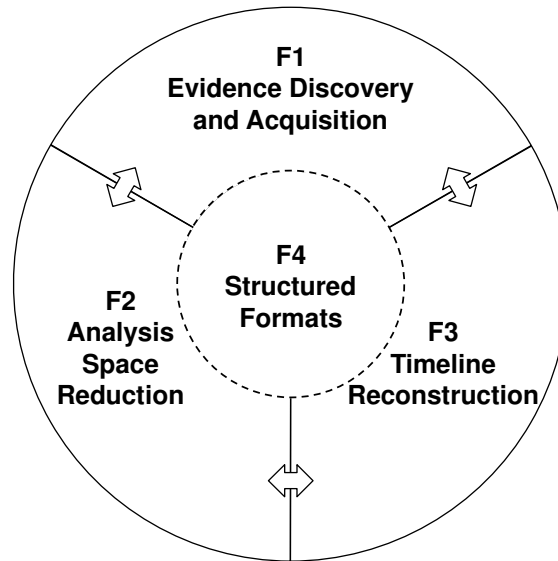 F1
Evidence Discovery
and Acquisition
F4
Structured
Formats
F2
Analysis
Space
Reduction
F3
Timeline
Reconstruction